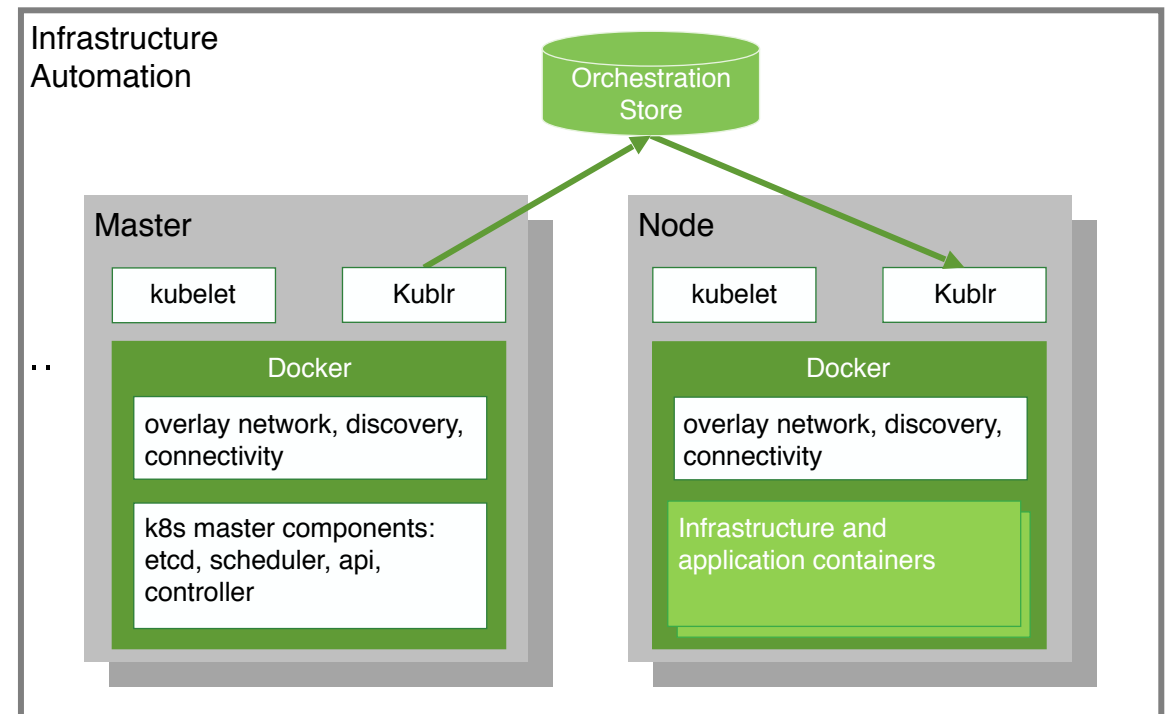 Infrastructure
Automation
Orchestration
Store
Master
kubelet
Kublr
Docker
overlay network, discovery,
connectivity
k8s master components:
etcd, scheduler, api,
controller
Node
kubelet
Kublr
Docker
overlay network, discovery,
connectivity
Infrastructure and
application containers
..